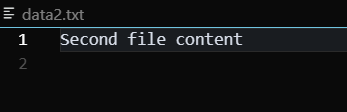 data2.txt
1 Second file content
2